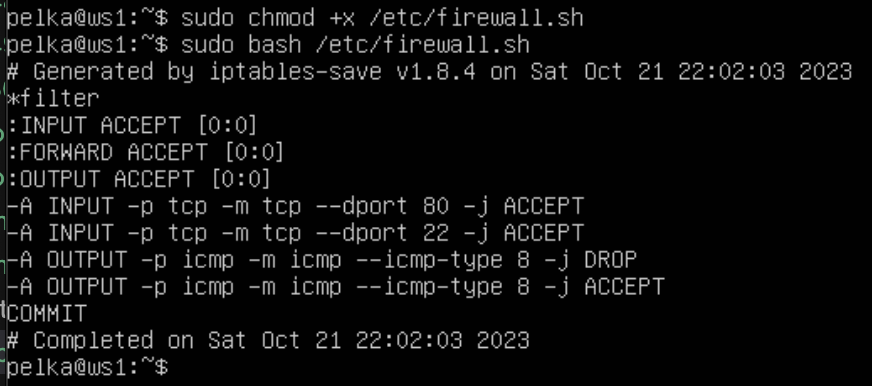 pelka@ws1:~$ sudo chmod +x /etc/firewall.sh
pelka@ws1:~$ sudo bash /etc/firewall.sh
# Generated by iptables-save v1.8.4 on Sat Oct 21 22:02:03 2023
*filter
:INPUT ACCEPT [0:0]
:FORWARD ACCEPT [0:0]
:OUTPUT ACCEPT [0:0]
-A INPUT -p tcp -m tcp --dport 80 -j ACCEPT
-A INPUT -p tcp -m tcp --dport 22 -j ACCEPT
-A OUTPUT -p icmp -m icmp --icmp-type 8 -j DROP
-A OUTPUT -p icmp -m icmp --icmp-type 8 -j ACCEPT
COMMIT
# Completed on Sat Oct 21 22:02:03 2023
pelka@ws1:~$